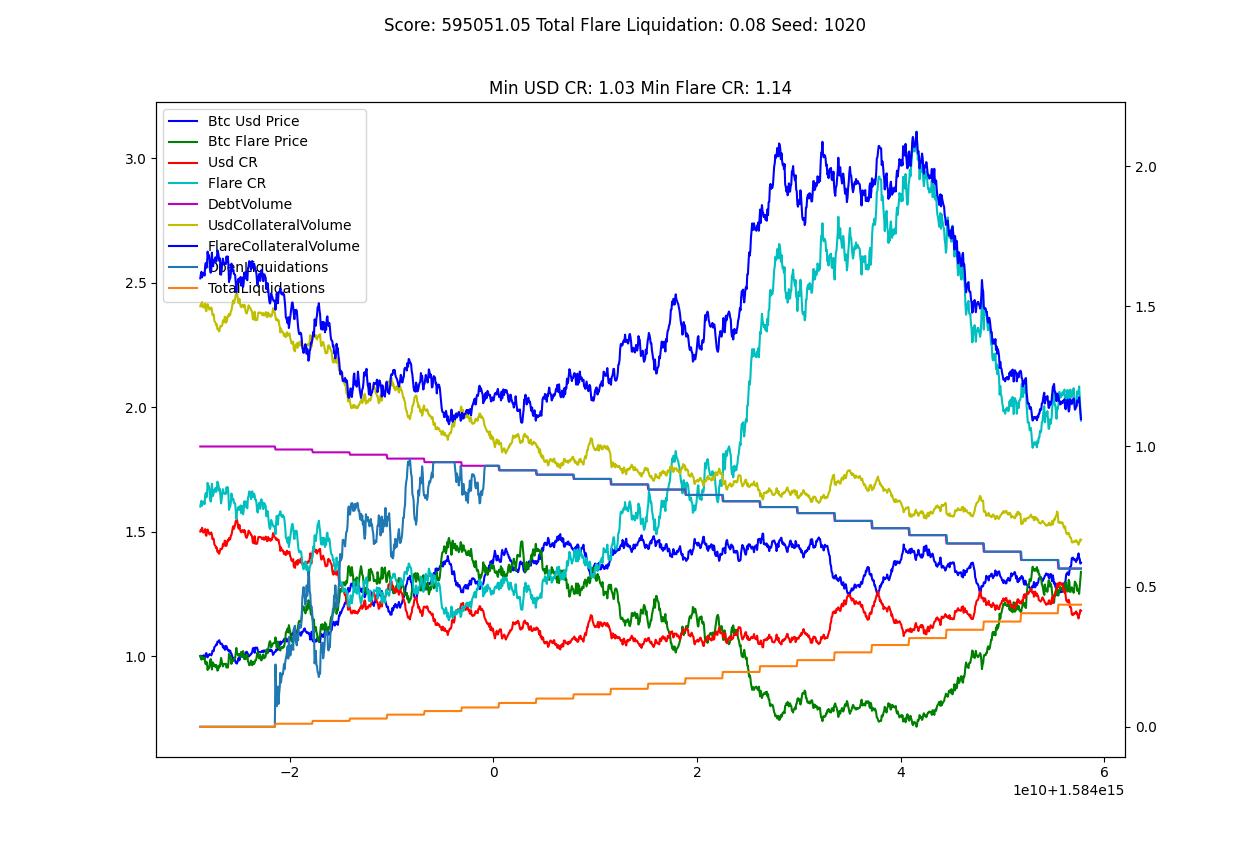 Score: 595051.05 Total Flare Liquidation: 0.08 Seed: 1020
Min USD CR: 1.03 Min Flare CR: 1.14
Btc Usd Price
Btc Flare Price
Usd CR
Flare CR
DebtVolume
UsdCollateralVolume
FlareCollateralVolume
OpenLiquidations
TotalLiquidations
3.0
2.5
2.0
1.5
1.0
2.0
1.5
1.0
0.5
0.0
−2
0
2
4
6
1e10+1.584e15